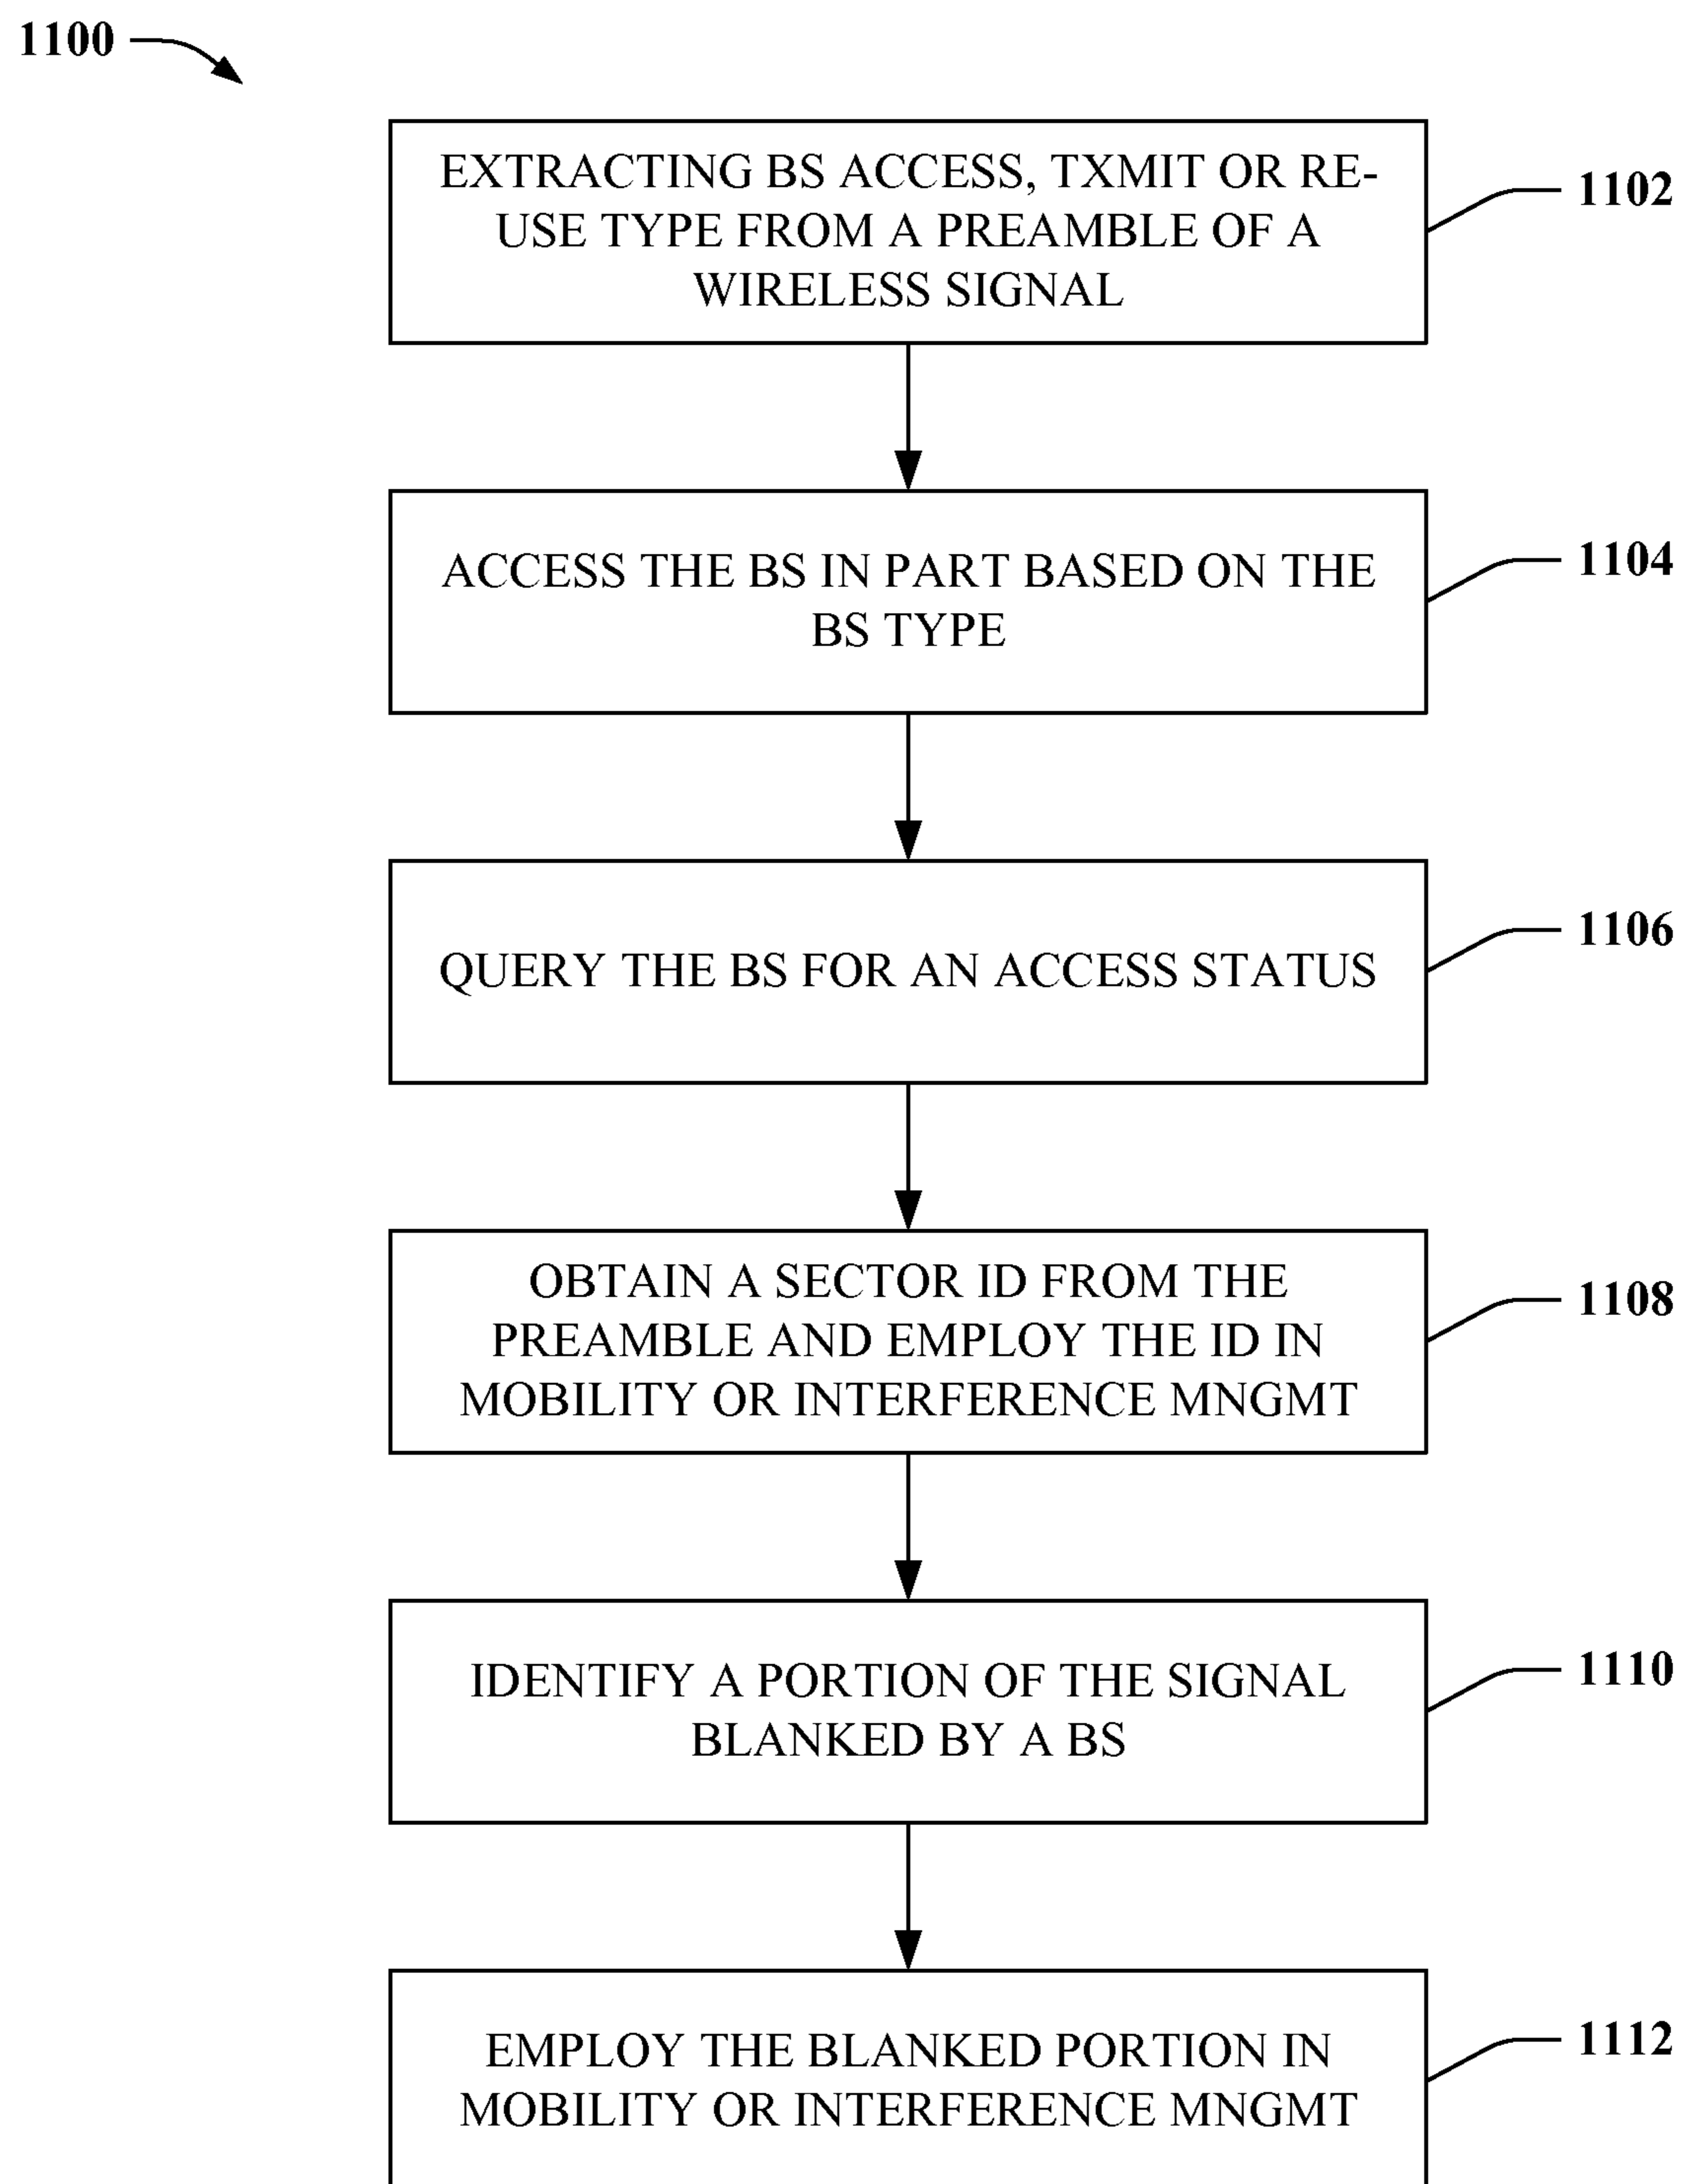 1100
EXTRACTING BS ACCESS, TXMIT OR RE-
USE TYPE FROM A PREAMBLE OF A
WIRELESS SIGNAL
1102
ACCESS THE BS IN PART BASED ON THE
BS TYPE
1104
QUERY THE BS FOR AN ACCESS STATUS
1106
OBTAIN A SECTOR ID FROM THE
PREAMBLE AND EMPLOY THE ID IN
MOBILITY OR INTERFERENCE MNGMT
1108
IDENTIFY A PORTION OF THE SIGNAL
BLANKED BY A BS
1110
EMPLOY THE BLANKED PORTION IN
MOBILITY OR INTERFERENCE MNGMT
1112